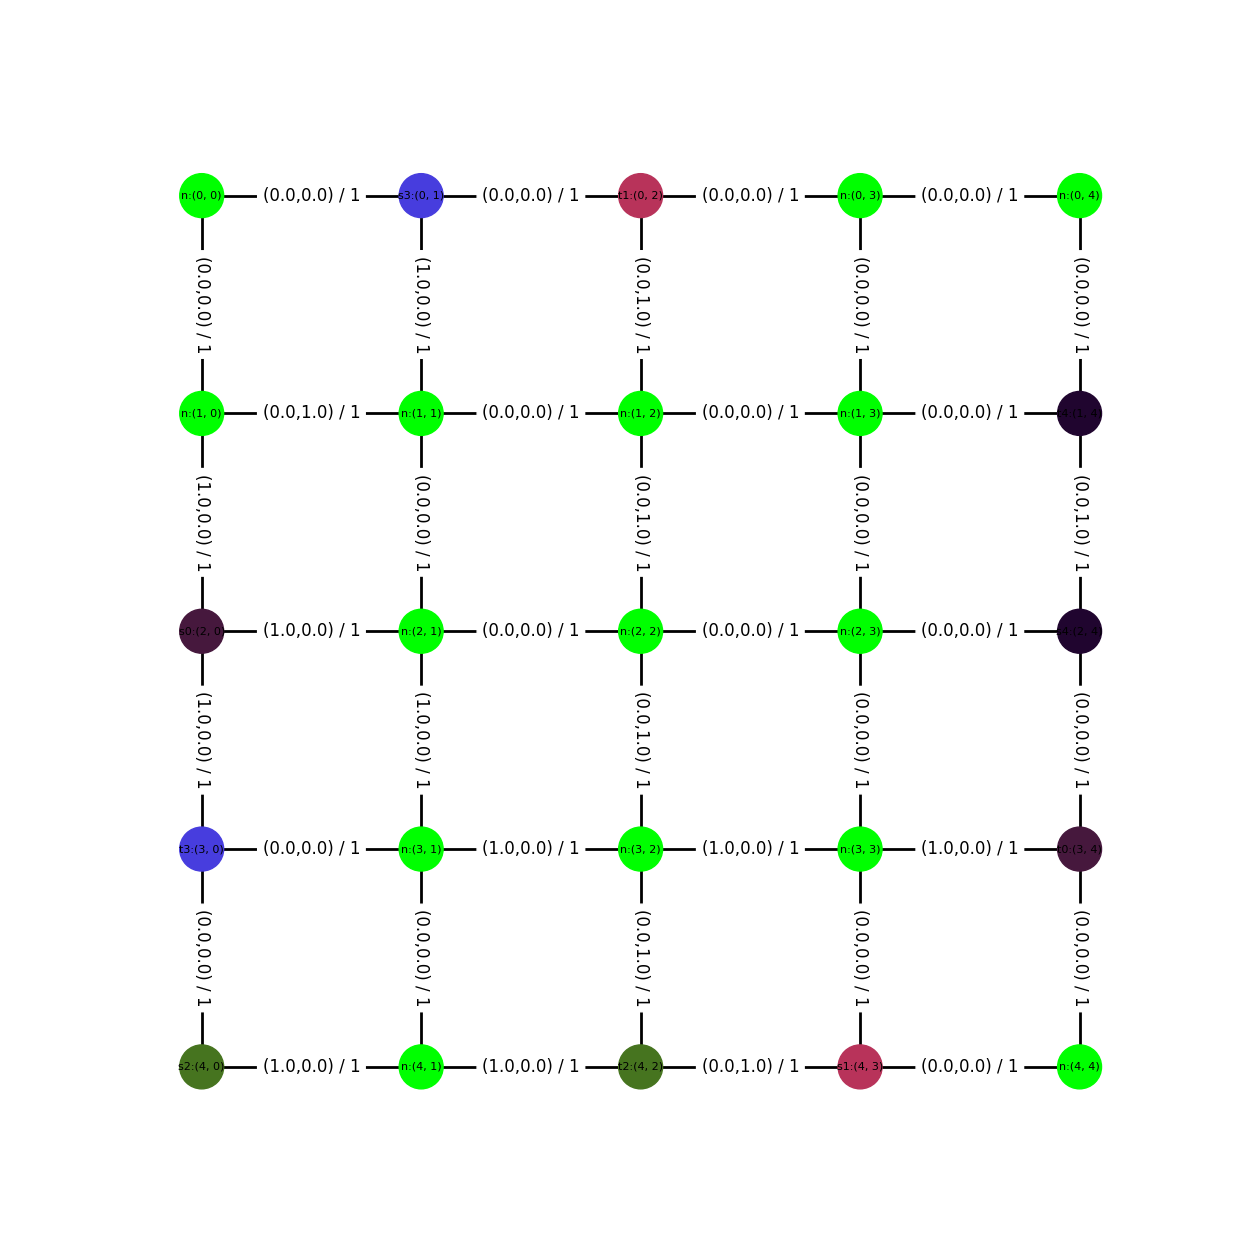 n:(0, 0) (0.0,0.0) / 1 s3:(0, 1) (0.0,0.0) / 1 t1:(0, 2) (0.0,0.0) / 1 n:(0, 3) (0.0,0.0) / 1 n:(0, 4)
(0.0,0.0) / 1 (1.0,0.0) / 1 (0.0,1.0) / 1 (0.0,0.0) / 1 (0.0,0.0) / 1
n:(1, 0) (0.0,1.0) / 1 n:(1, 1) (0.0,0.0) / 1 n:(1, 2) (0.0,0.0) / 1 n:(1, 3) (0.0,0.0) / 1 4)
(1.0,0.0) / 1 (0.0,0.0) / 1 (0.0,1.0) / 1 (0.0,0.0) / 1 (0.0,1.0) / 1
s0:(2, 0) (1.0,0.0) / 1 n:(2, 1) (0.0,0.0) / 1 n:(2, 2) (0.0,0.0) / 1 n:(2, 3) (0.0,0.0) / 1 4)
(1.0,0.0) / 1 (1.0,0.0) / 1 (0.0,1.0) / 1 (0.0,0.0) / 1 (0.0,0.0) / 1
t3:(3, 0) (0.0,0.0) / 1 n:(3, 1) (1.0,0.0) / 1 n:(3, 2) (1.0,0.0) / 1 n:(3, 3) (1.0,0.0) / 1 t0:(3, 4)
(0.0,0.0) / 1 (0.0,0.0) / 1 (0.0,1.0) / 1 (0.0,0.0) / 1 (0.0,0.0) / 1
s2:(4, 0) (1.0,0.0) / 1 n:(4, 1) (1.0,0.0) / 1 t2:(4, 2) (0.0,1.0) / 1 s1:(4, 3) (0.0,0.0) / 1 n:(4, 4)